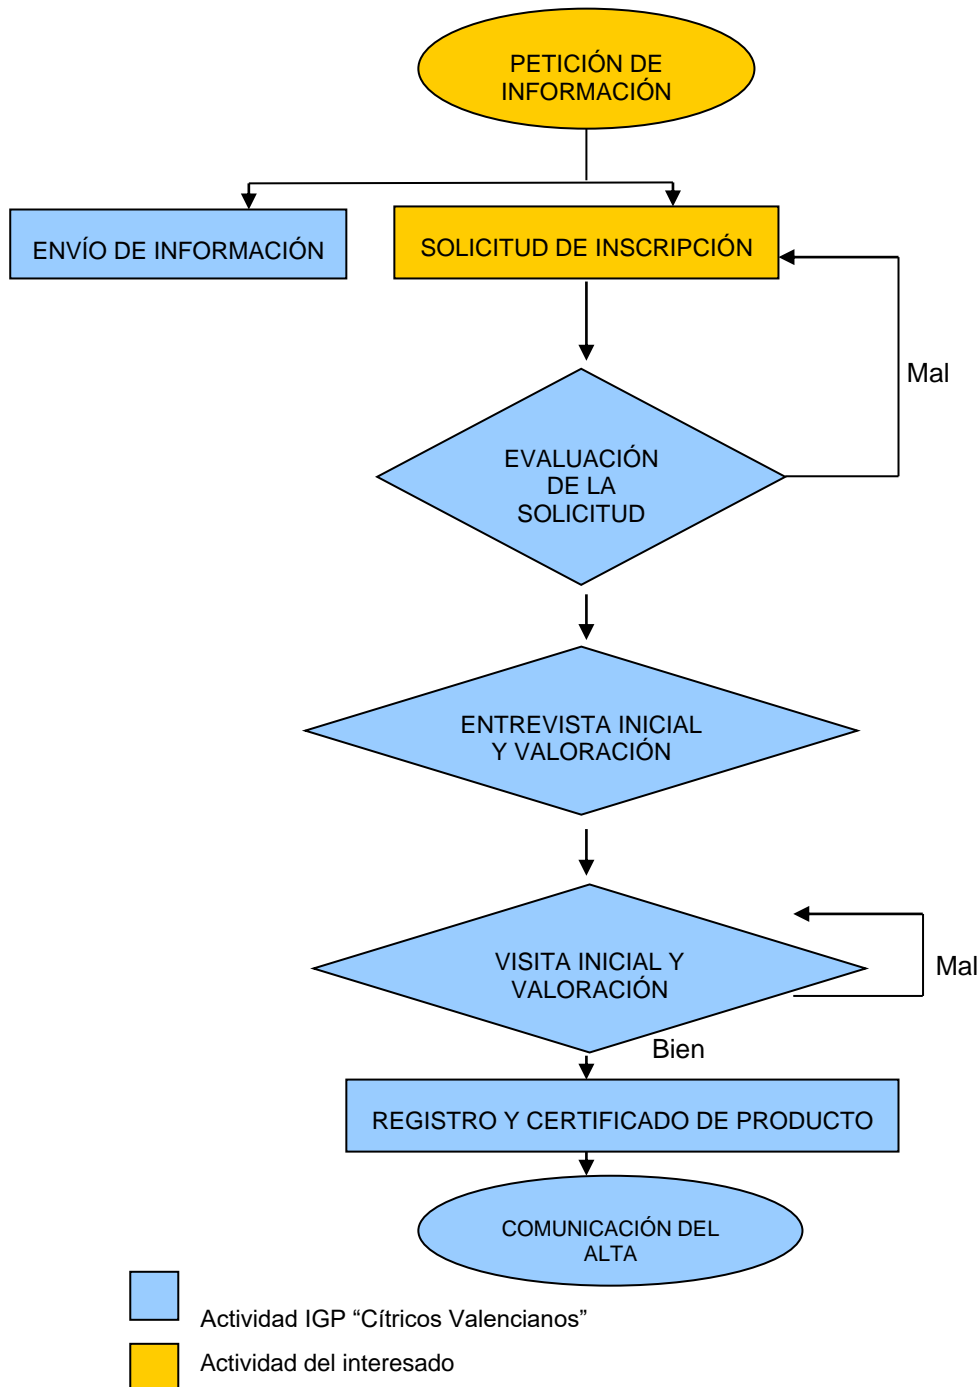 PETICIÓN DE
INFORMACIÓN
ENVÍO DE INFORMACIÓN
SOLICITUD DE INSCRIPCIÓN
Mal
EVALUACIÓN
DE LA
SOLICITUD
ENTREVISTA INICIAL
Y VALORACIÓN
VISITA INICIAL Y
VALORACIÓN
Mal
Bien
REGISTRO Y CERTIFICADO DE PRODUCTO
COMUNICACIÓN DEL
ALTA
Actividad IGP “Cítricos Valencianos”
Actividad del interesado